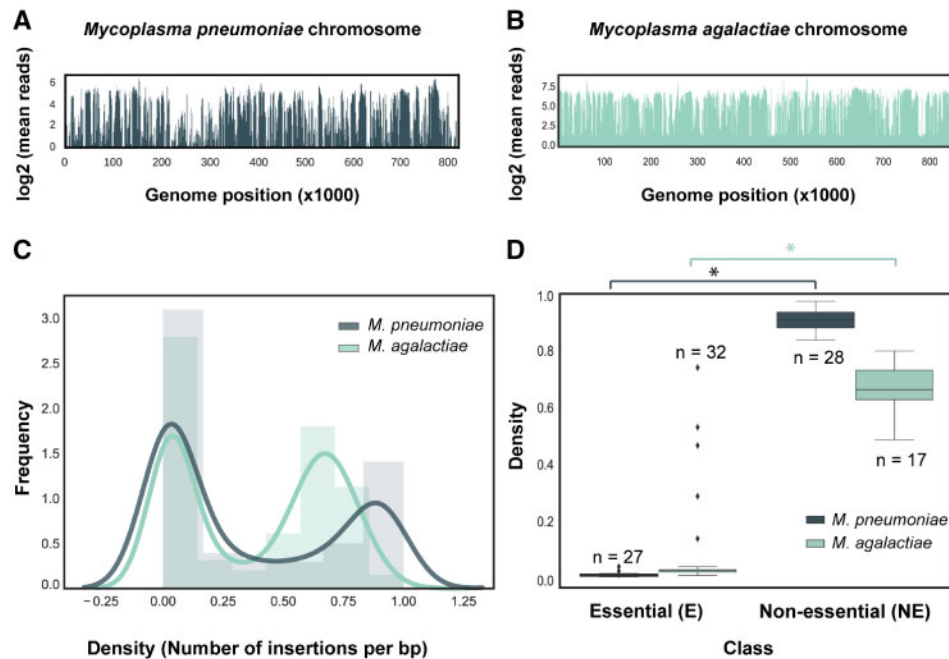 A
Mycoplasma pneumoniae chromosome
log2 (mean reads)
6
4
2
0
0 100 200 300 400 500 600 700 800
Genome position (x1000)
B
Mycoplasma agalactiae chromosome
log2 (mean reads)
7.5
5.0
2.5
0.0
100 200 300 400 500 600 700 800
Genome position (x1000)
C
Frequency
3.0
2.5
2.0
1.5
1.0
0.5
0.0
M. pneumoniae
M. agalactiae
−0.25 0.00 0.25 0.50 0.75 1.00 1.25
Density (Number of insertions per bp)
D
*
*
Density
1.0
0.8
0.6
0.4
0.2
0.0
n = 32
n = 28
n = 17
n = 27
M. pneumoniae
M. agalactiae
Essential (E) Non-essential (NE)
Class